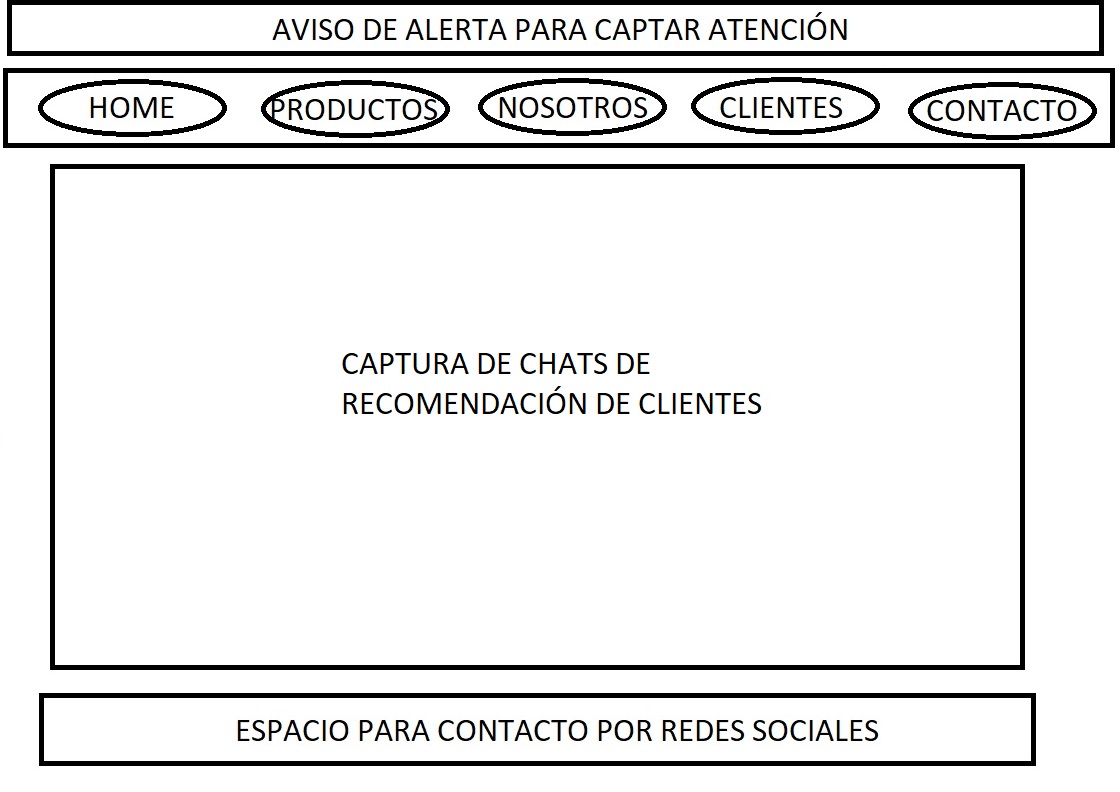 AVISO DE ALERTA PARA CAPTAR ATENCIÓN
HOME PRODUCTOS NOSOTROS CLIENTES CONTACTO
CAPTURA DE CHATS DE
RECOMENDACIÓN DE CLIENTES
ESPACIO PARA CONTACTO POR REDES SOCIALES